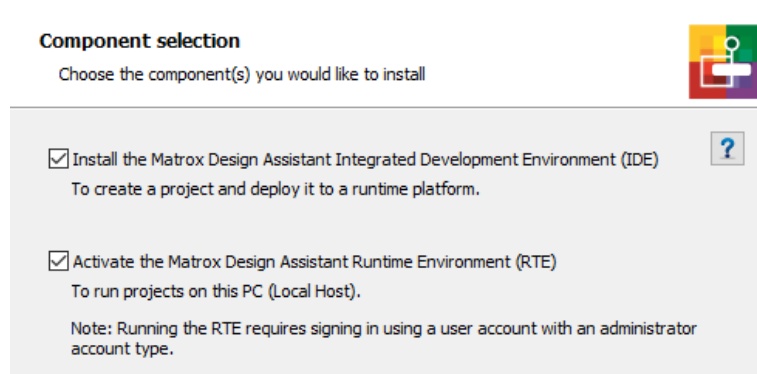 Component selection
Choose the component(s) you would like to install
?
Install the Matrox Design Assistant Integrated Development Environment (IDE)
To create a project and deploy it to a runtime platform.
Activate the Matrox Design Assistant Runtime Environment (RTE)
To run projects on this PC (Local Host).
Note: Running the RTE requires signing in using a user account with an administrator
account type.